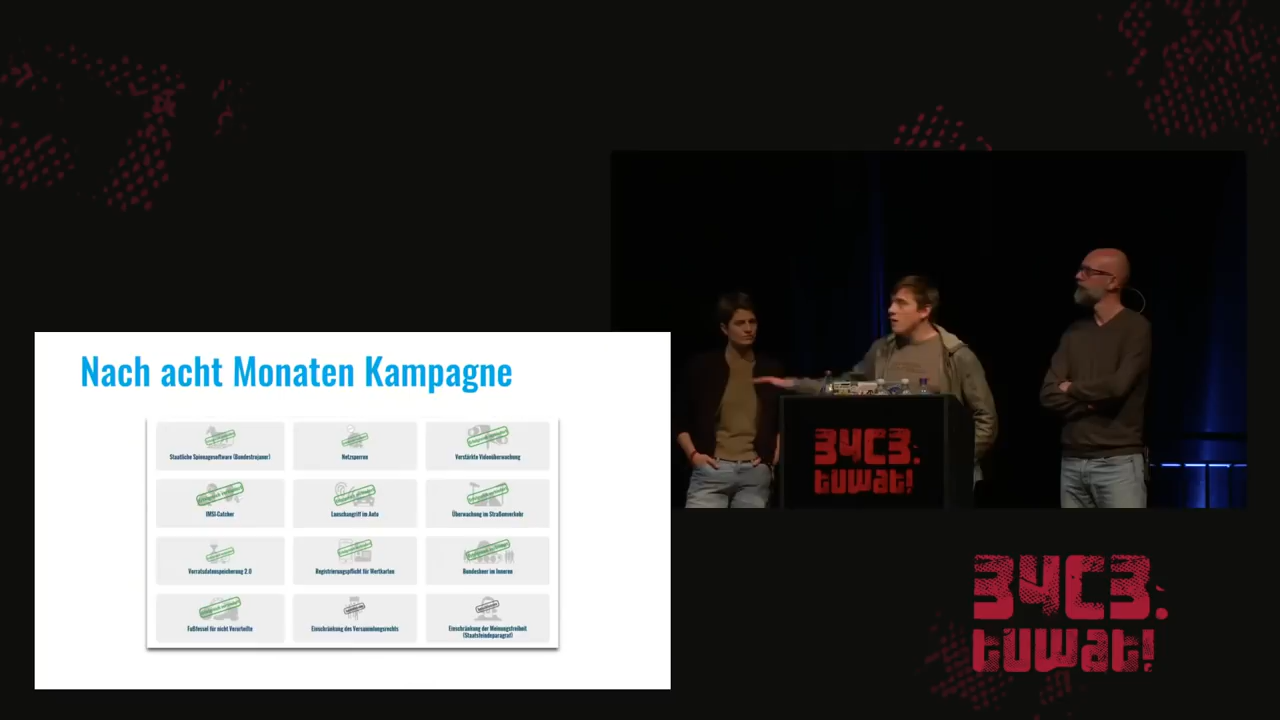 Nach acht Monaten Kampagne
Staatliche Spionagesoftware (Bundestrojaner)
Netzsperren
Verstärkte Videoüberwachung
IMSI-Catcher
Lauschangriff im Auto
Überwachung im Straßenverkehr
Vorratsdatenspeicherung 2.0
Registrierungspflicht für Wertkarten
Bundesheer im Inneren
Fußfessel für nicht Verurteilte
Einschränkung des Versammlungsrechts
Einschränkung der Meinungsfreiheit
(Staatsfeindeparagraf)
34C3.
tuwat!
34C3.
tuwat!